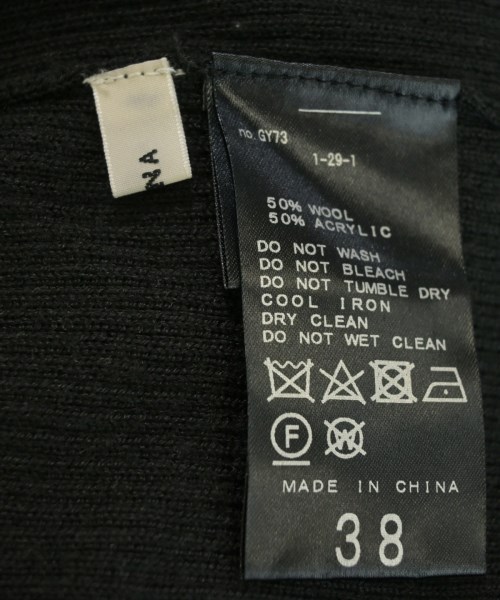 NA
no. GY73
1-29-1
50% WOOL
50% ACRYLIC
DO NOT WASH
DO NOT BLEACH
DO NOT TUMBLE DRY
COOL IRON
DRY CLEAN
DO NOT WET CLEAN
F W
MADE IN CHINA
38